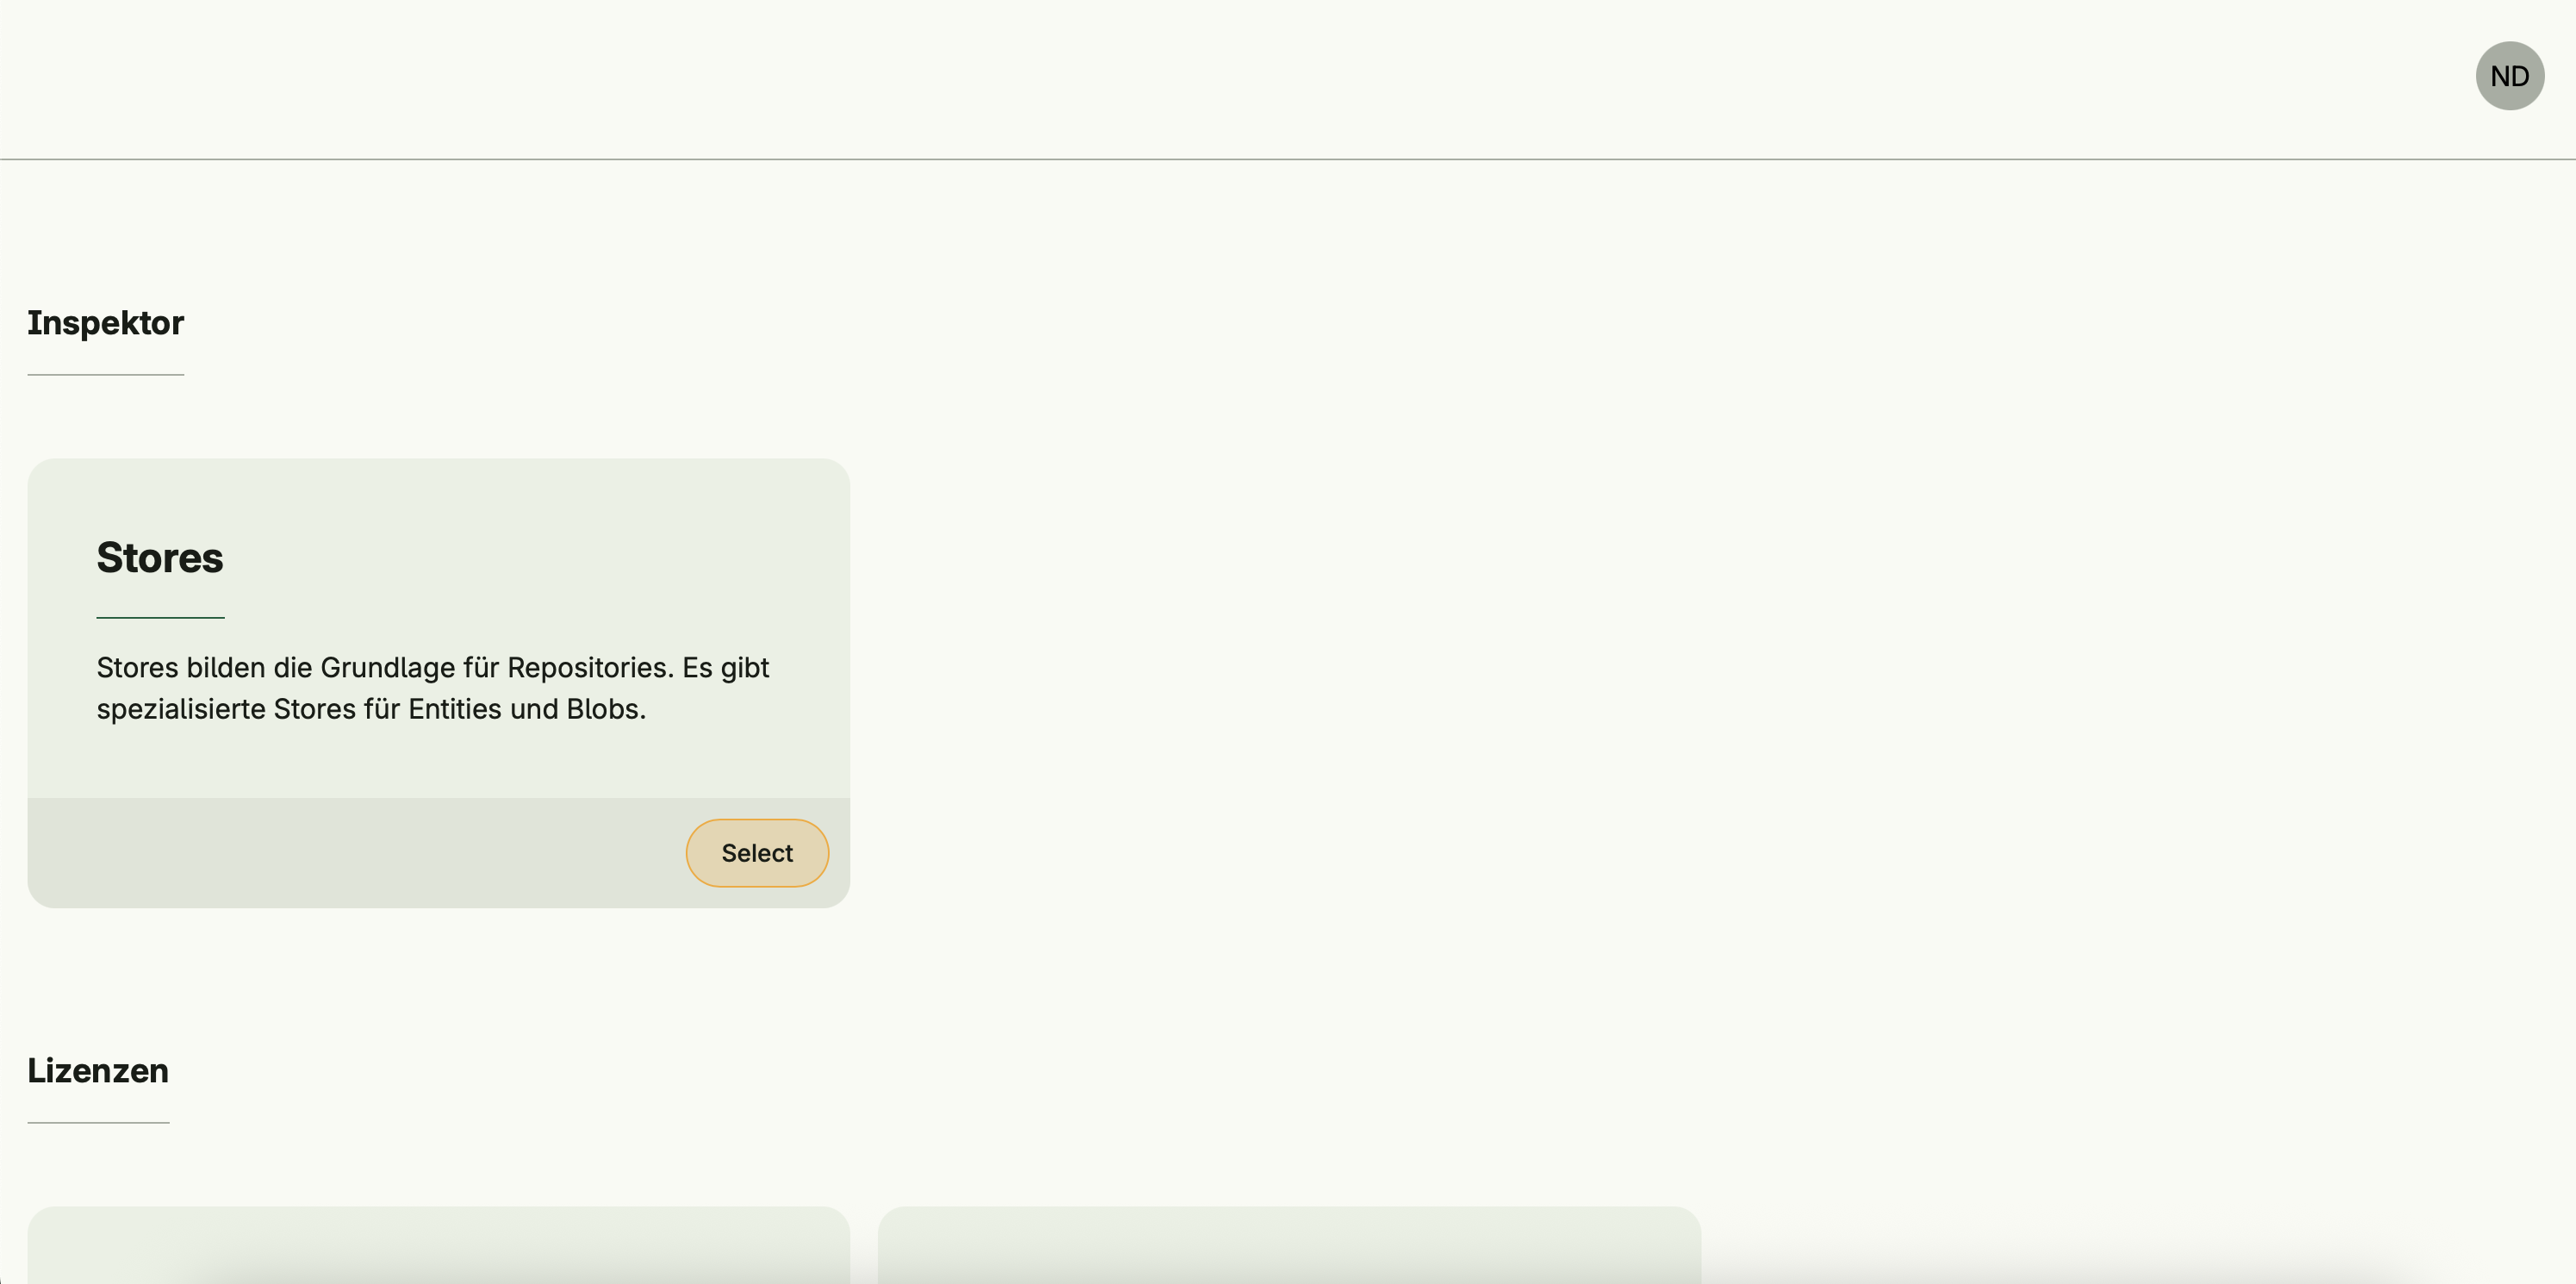 ND
Inspektor
Stores
Stores bilden die Grundlage für Repositories. Es gibt
spezialisierte Stores für Entities und Blobs.
Select
Lizenzen